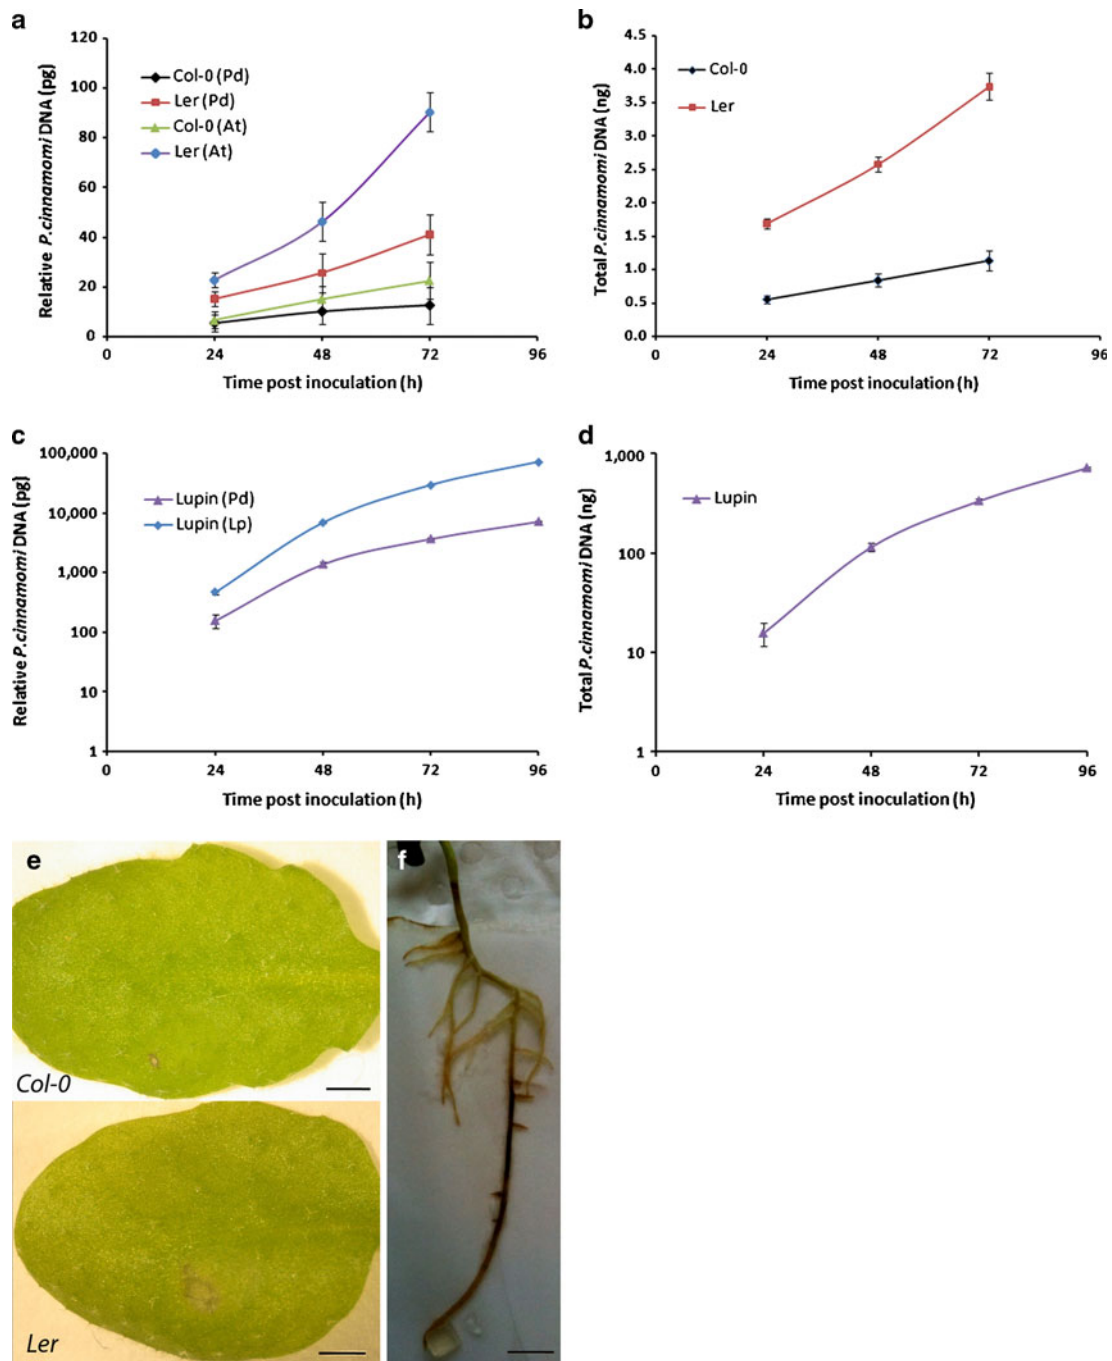 a
120
100
80
60
40
20
0
0
24
48
72
96
Relative P.cinnamomi DNA (pg)
Time post inoculation (h)
Col-0 (Pd)
Ler (Pd)
Col-0 (At)
Ler (At)
b
4.5
4.0
3.5
3.0
2.5
2.0
1.5
1.0
0.5
0.0
0
24
48
72
96
Total P.cinnamomi DNA (ng)
Time post inoculation (h)
Col-0
Ler
c
100,000
10,000
1,000
100
10
1
0
24
48
72
96
Relative P.cinnamomi DNA (pg)
Time post inoculation (h)
Lupin (Pd)
Lupin (Lp)
d
1,000
100
10
1
0
24
48
72
96
Total P.cinnamomi DNA (ng)
Time post inoculation (h)
Lupin
e
Col-0
Ler
f